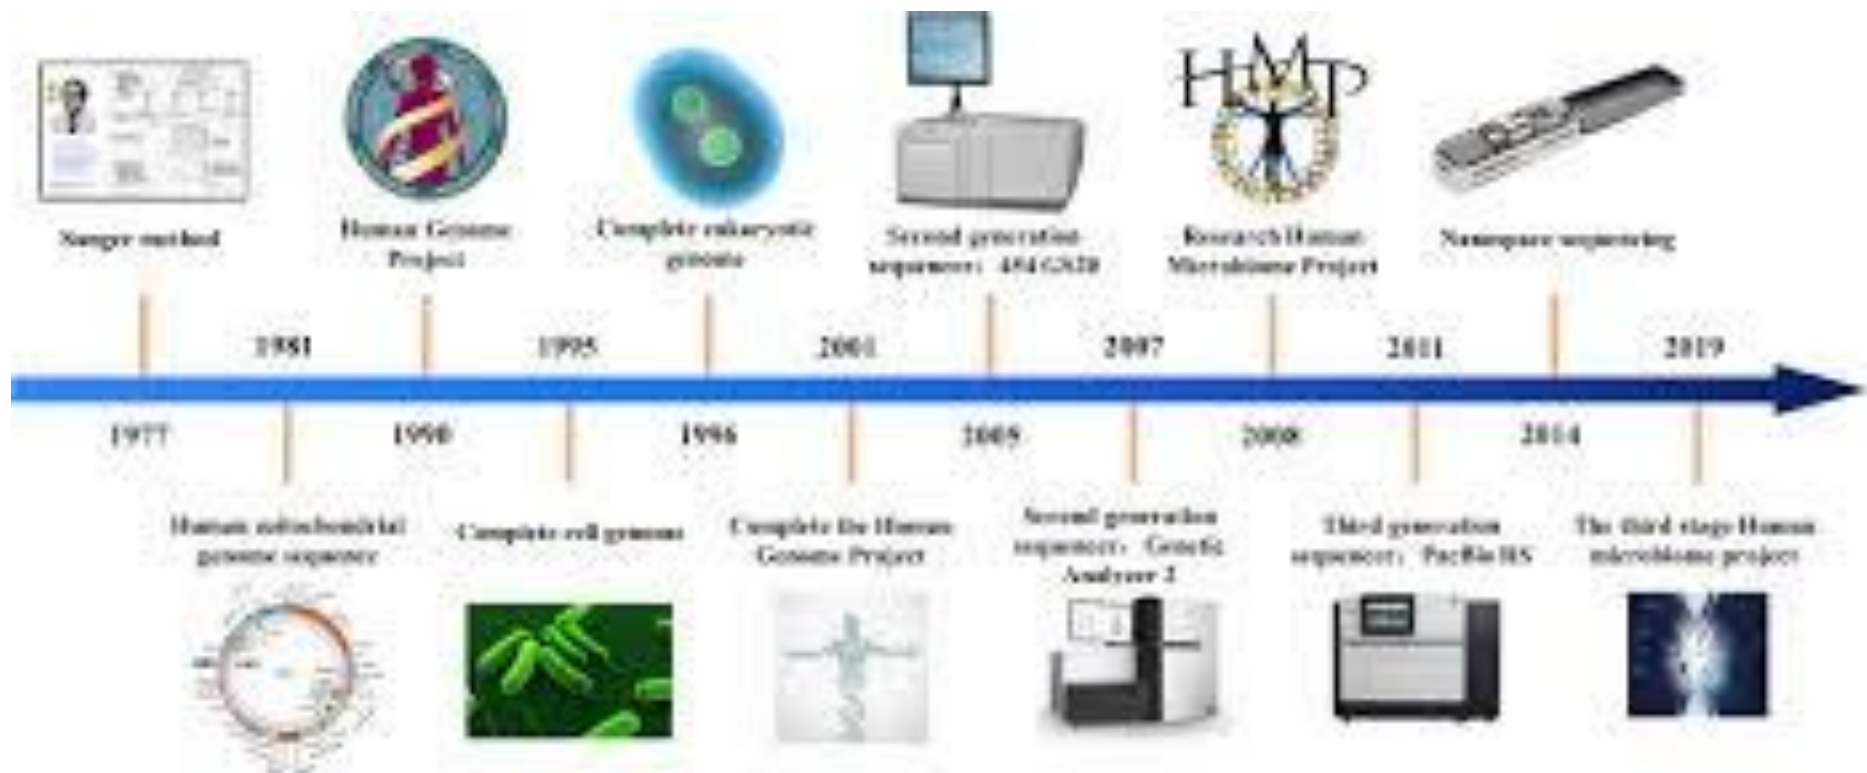 HMP
Sanger method
Human Genome
Project
Complete eukaryotic
genome
Second generation
sequencer: 454 GS20
Research Human
Microbiome Project
Nanospace sequencing
1981
1995
2001
2007
2011
2019
1977
1990
1996
2005
2008
2014
Human mitochondrial
genome sequence
Complete cell genome
Complete the Human
Genome Project
Second generation
sequencer: Genetic
Analyzer 2
Third generation
sequencer: PacBio RS
The third stage Human
microbiome project